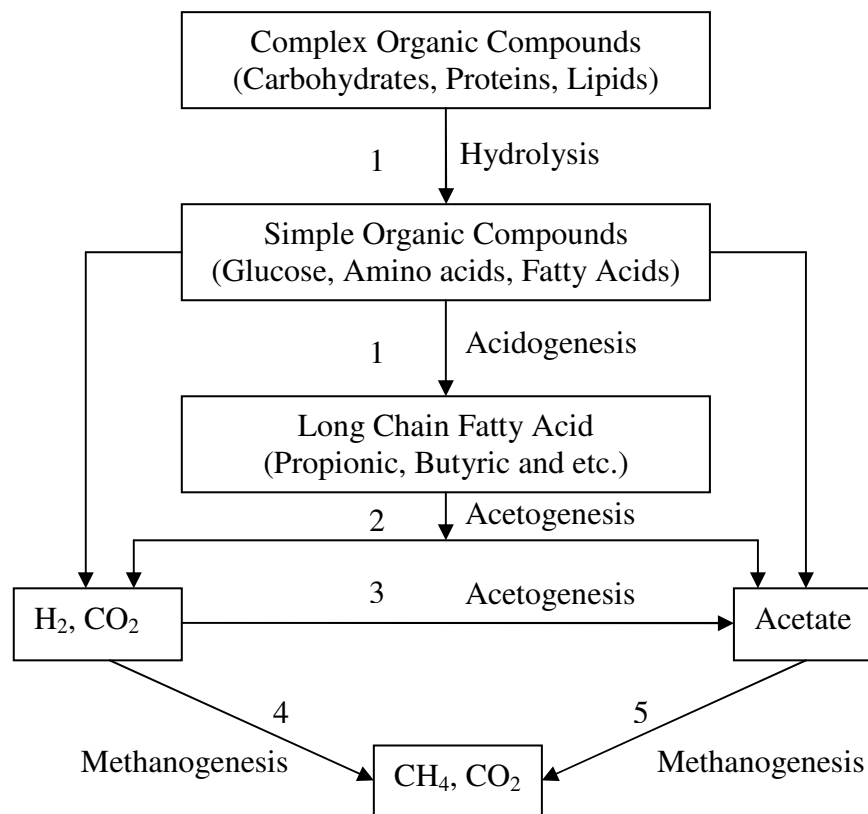 Complex Organic Compounds
(Carbohydrates, Proteins, Lipids)
1 Hydrolysis
Simple Organic Compounds
(Glucose, Amino acids, Fatty Acids)
1 Acidogenesis
Long Chain Fatty Acid
(Propionic, Butyric and etc.)
2 Acetogenesis
3 Acetogenesis
H₂, CO₂ Acetate
4 5
Methanogenesis Methanogenesis
CH₄, CO₂